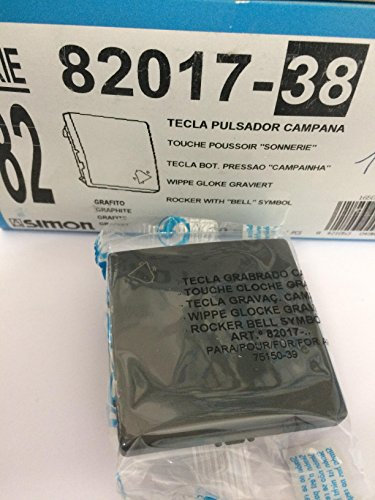 RIE
82017-38
82
TECLA PULSADOR CAMPANA
TOUCHE POUSSOIR "SONNERIE"
TECLA BOT. PRESSAO "CAMPAINHA"
WIPPE GLOKE GRAVIERT
ROCKER WITH "BELL" SYMBOL
GRAFITO
GRAPHITE
simon
TECLA GRABRADO CA
TOUCHE CLOCHE GRA
TECLA GRAVAÇ. CAM
WIPPE GLOCKE GRA
ROCKER BELL SYMBO
ART.º 82017-..
PARA/POUR/FÜR/FOR A
75150-39